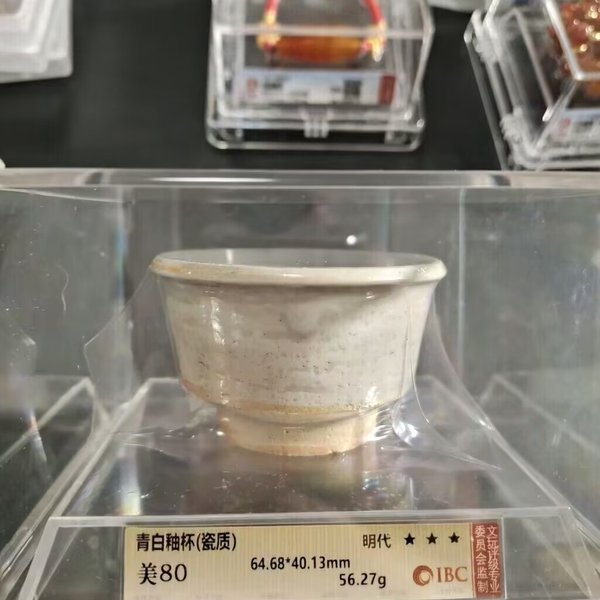 青白釉杯(瓷质) 明代 ★ ★ ★
美80 64.68*40.13mm
56.27g IBC
文玩评级专业
委员会监制